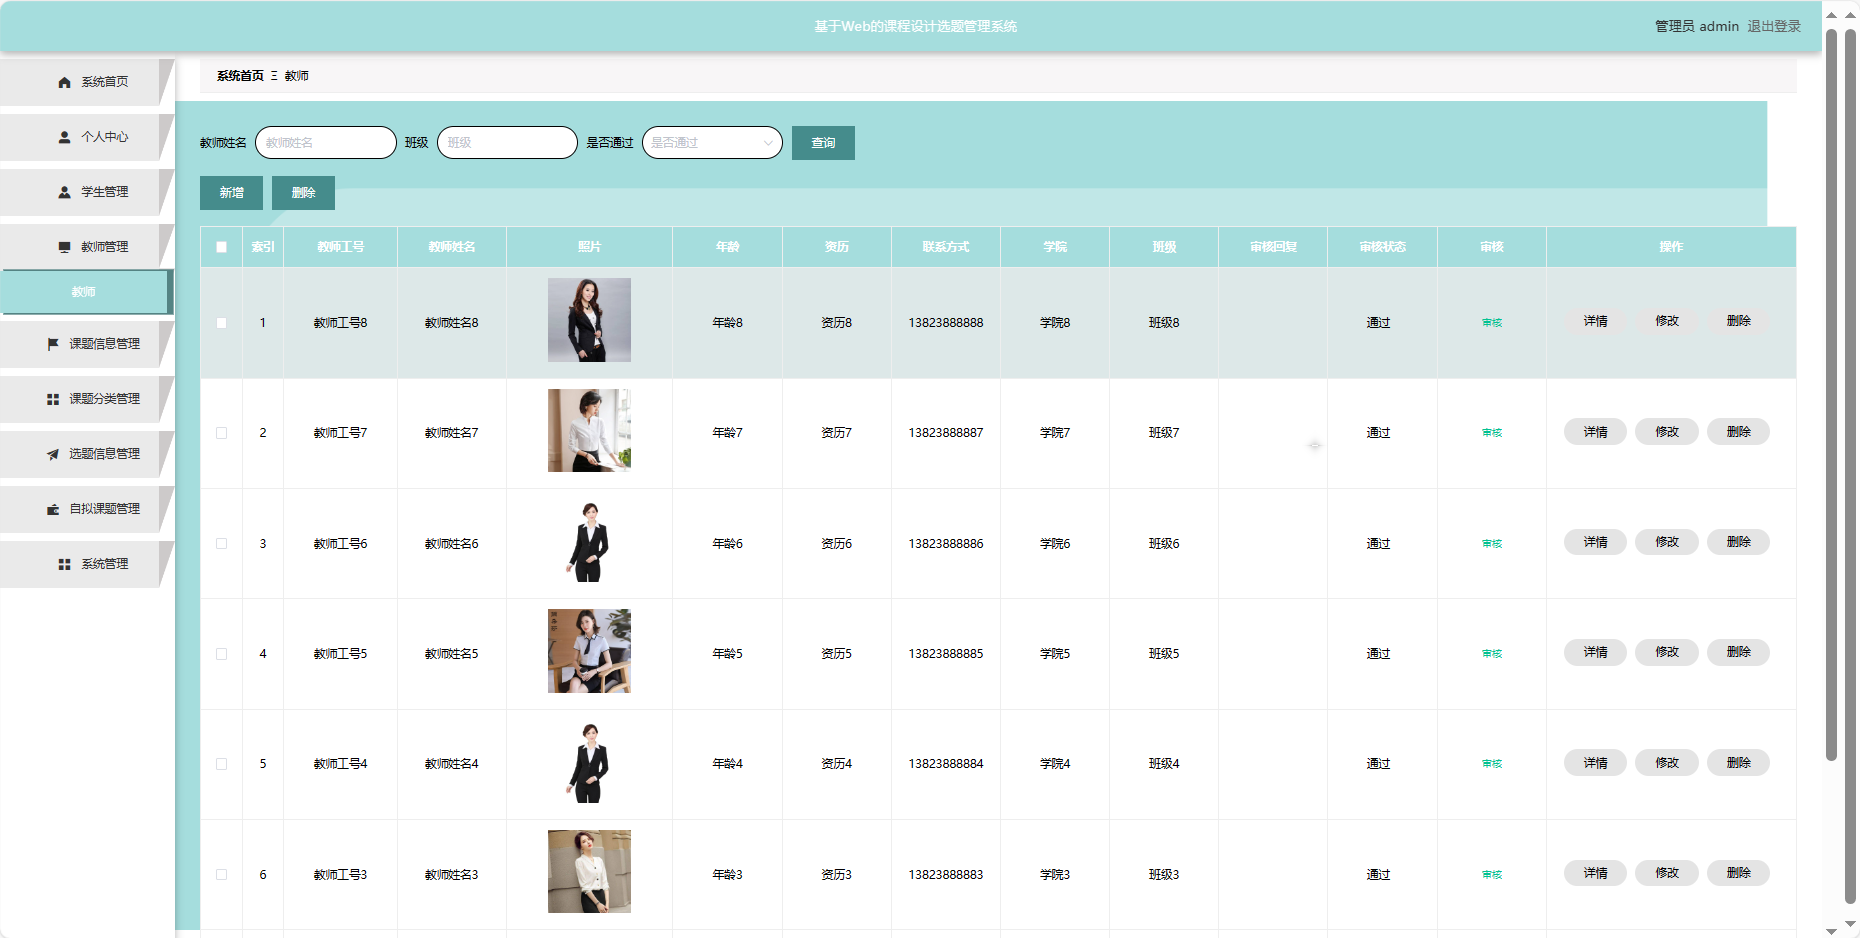 基于Web的课程设计选题管理系统
管理员 admin 退出登录
系统首页
个人中心
学生管理
教师管理
教师
课题信息管理
课题分类管理
选题信息管理
自拟课题管理
系统管理
系统首页 Ξ 教师
教师姓名 教师姓名 班级 班级 是否通过 是否通过 查询
新增 删除
索引 教师工号 教师姓名 照片 年龄 资历 联系方式 学院 班级 审核回复 审核状态 审核 操作
1 教师工号8 教师姓名8 年龄8 资历8 13823888888 学院8 班级8 通过 审核 详情 修改 删除
2 教师工号7 教师姓名7 年龄7 资历7 13823888887 学院7 班级7 通过 审核 详情 修改 删除
3 教师工号6 教师姓名6 年龄6 资历6 13823888886 学院6 班级6 通过 审核 详情 修改 删除
4 教师工号5 教师姓名5 年龄5 资历5 13823888885 学院5 班级5 通过 审核 详情 修改 删除
5 教师工号4 教师姓名4 年龄4 资历4 13823888884 学院4 班级4 通过 审核 详情 修改 删除
6 教师工号3 教师姓名3 年龄3 资历3 13823888883 学院3 班级3 通过 审核 详情 修改 删除